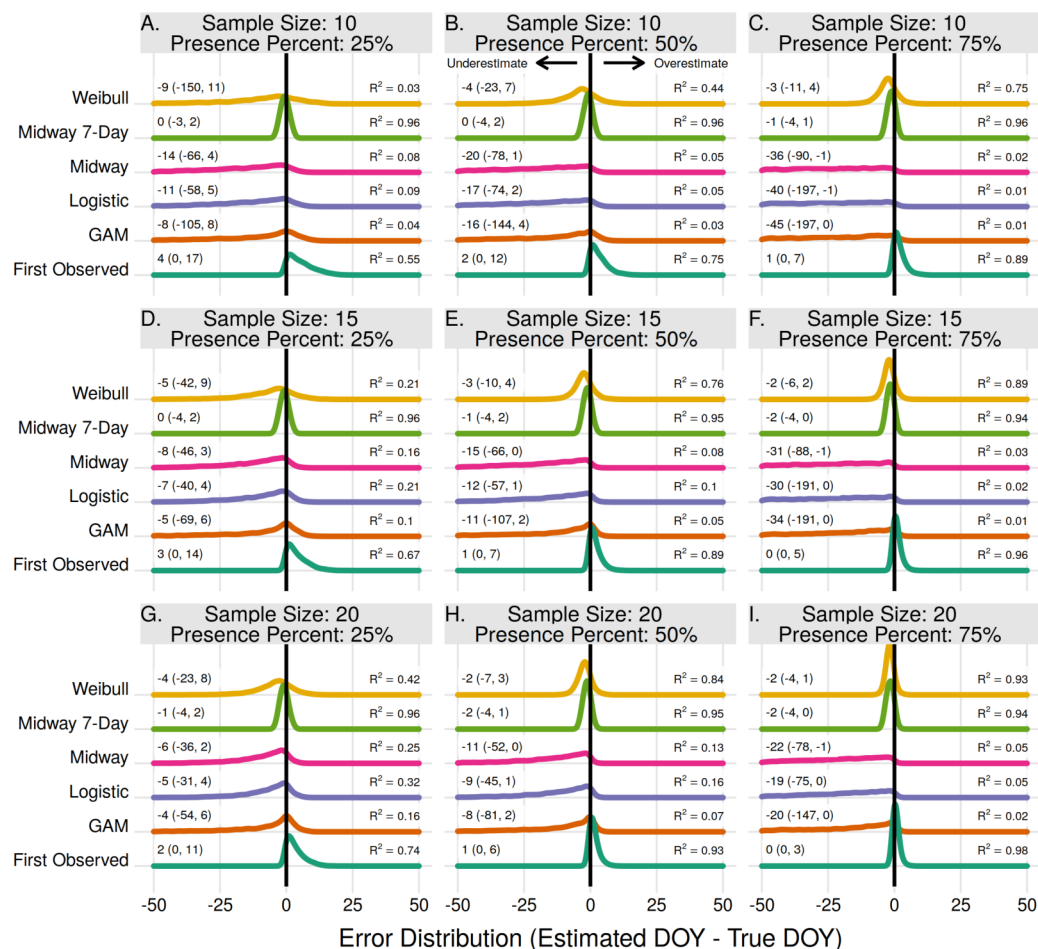 A. Sample Size: 10
Presence Percent: 25%
B. Sample Size: 10
Presence Percent: 50%
C. Sample Size: 10
Presence Percent: 75%
Underestimate Overestimate
Weibull -9 (-150, 11) R² = 0.03 -4 (-23, 7) R² = 0.44 -3 (-11, 4) R² = 0.75
Midway 7-Day 0 (-3, 2) R² = 0.96 0 (-4, 2) R² = 0.96 -1 (-4, 1) R² = 0.96
Midway -14 (-66, 4) R² = 0.08 -20 (-78, 1) R² = 0.05 -36 (-90, -1) R² = 0.02
Logistic -11 (-58, 5) R² = 0.09 -17 (-74, 2) R² = 0.05 -40 (-197, -1) R² = 0.01
GAM -8 (-105, 8) R² = 0.04 -16 (-144, 4) R² = 0.03 -45 (-197, 0) R² = 0.01
First Observed 4 (0, 17) R² = 0.55 2 (0, 12) R² = 0.75 1 (0, 7) R² = 0.89
D. Sample Size: 15
Presence Percent: 25%
E. Sample Size: 15
Presence Percent: 50%
F. Sample Size: 15
Presence Percent: 75%
Weibull -5 (-42, 9) R² = 0.21 -3 (-10, 4) R² = 0.76 -2 (-6, 2) R² = 0.89
Midway 7-Day 0 (-4, 2) R² = 0.96 -1 (-4, 2) R² = 0.95 -2 (-4, 0) R² = 0.94
Midway -8 (-46, 3) R² = 0.16 -15 (-66, 0) R² = 0.08 -31 (-88, -1) R² = 0.03
Logistic -7 (-40, 4) R² = 0.21 -12 (-57, 1) R² = 0.1 -30 (-191, 0) R² = 0.02
GAM -5 (-69, 6) R² = 0.1 -11 (-107, 2) R² = 0.05 -34 (-191, 0) R² = 0.01
First Observed 3 (0, 14) R² = 0.67 1 (0, 7) R² = 0.89 0 (0, 5) R² = 0.96
G. Sample Size: 20
Presence Percent: 25%
H. Sample Size: 20
Presence Percent: 50%
I. Sample Size: 20
Presence Percent: 75%
Weibull -4 (-23, 8) R² = 0.42 -2 (-7, 3) R² = 0.84 -2 (-4, 1) R² = 0.93
Midway 7-Day -1 (-4, 2) R² = 0.96 -2 (-4, 1) R² = 0.95 -2 (-4, 0) R² = 0.94
Midway -6 (-36, 2) R² = 0.25 -11 (-52, 0) R² = 0.13 -22 (-78, -1) R² = 0.05
Logistic -5 (-31, 4) R² = 0.32 -9 (-45, 1) R² = 0.16 -19 (-75, 0) R² = 0.05
GAM -4 (-54, 6) R² = 0.16 -8 (-81, 2) R² = 0.07 -20 (-147, 0) R² = 0.02
First Observed 2 (0, 11) R² = 0.74 1 (0, 6) R² = 0.93 0 (0, 3) R² = 0.98
-50 -25 0 25 50 -50 -25 0 25 50 -50 -25 0 25 50
Error Distribution (Estimated DOY - True DOY)